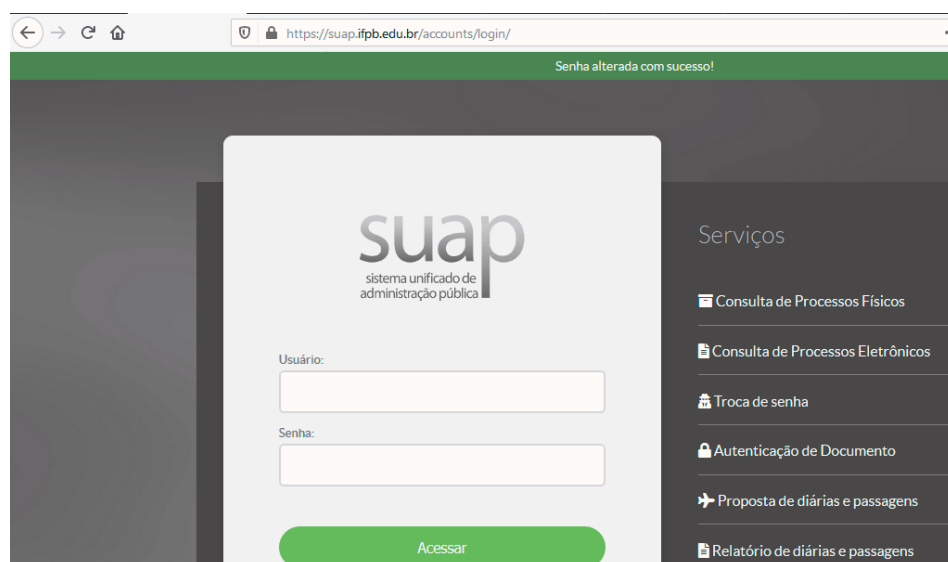 https://suap.ifpb.edu.br/accounts/login/
Senha alterada com sucesso!
suap
sistema unificado de
administração pública
Usuário:
Senha:
Acessar
Serviços
Consulta de Processos Físicos
Consulta de Processos Eletrônicos
Troca de senha
Autenticação de Documento
Proposta de diárias e passagens
Relatório de diárias e passagens